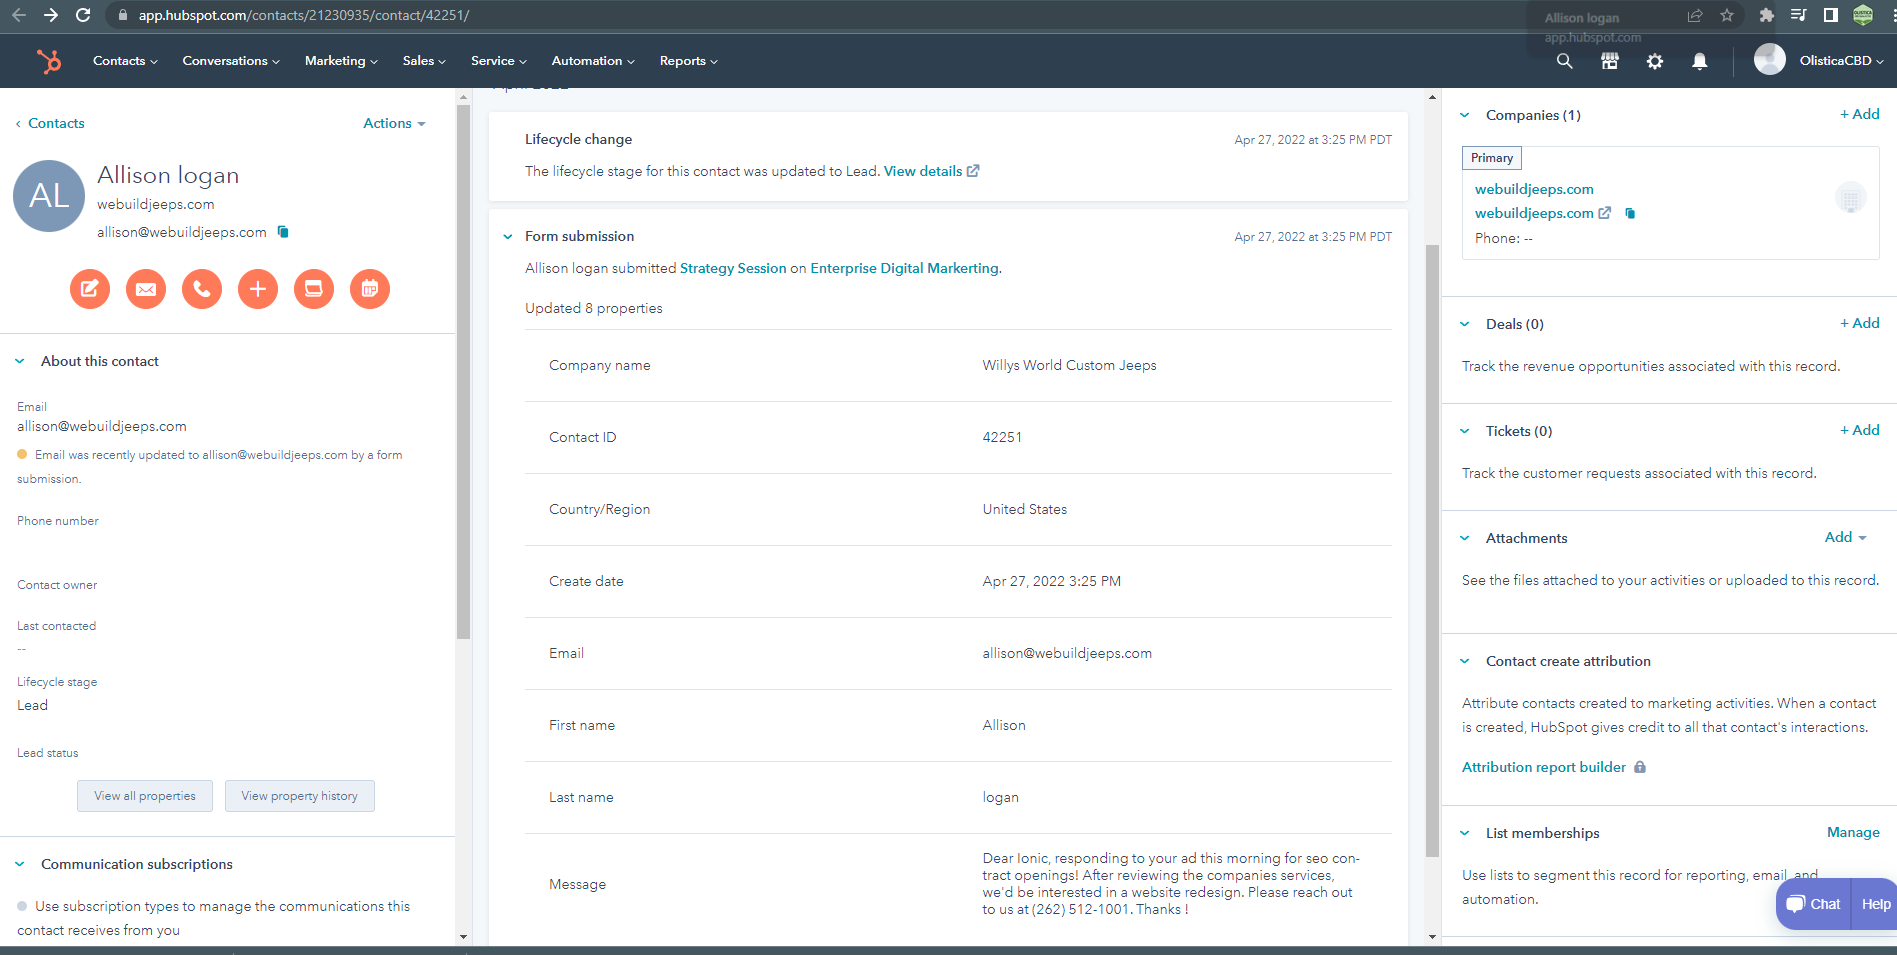 app.hubspot.com/contacts/21230935/contact/42251/
Allison logan
app.hubspot.com
Contacts
Conversations
Marketing
Sales
Service
Automation
Reports
OlisticaCBD
Contacts
Actions
AL
Allison logan
webuildjeeps.com
allison@webuildjeeps.com
About this contact
Email
allison@webuildjeeps.com
Email was recently updated to allison@webuildjeeps.com by a form
submission.
Phone number
Contact owner
Last contacted
--
Lifecycle stage
Lead
Lead status
View all properties
View property history
Communication subscriptions
Use subscription types to manage the communications this
contact receives from you
April 2022
Lifecycle change
Apr 27, 2022 at 3:25 PM PDT
The lifecycle stage for this contact was updated to Lead. View details
Form submission
Apr 27, 2022 at 3:25 PM PDT
Allison logan submitted Strategy Session on Enterprise Digital Markerting.
Updated 8 properties
Company name
Willys World Custom Jeeps
Contact ID
42251
Country/Region
United States
Create date
Apr 27, 2022 3:25 PM
Email
allison@webuildjeeps.com
First name
Allison
Last name
logan
Message
Dear Ionic, responding to your ad this morning for seo con-
tract openings! After reviewing the companies services,
we'd be interested in a website redesign. Please reach out
to us at (262) 512-1001. Thanks !
Companies (1)
+ Add
Primary
webuildjeeps.com
webuildjeeps.com
Phone: --
Deals (0)
+ Add
Track the revenue opportunities associated with this record.
Tickets (0)
+ Add
Track the customer requests associated with this record.
Attachments
Add
See the files attached to your activities or uploaded to this record.
Contact create attribution
Attribute contacts created to marketing activities. When a contact
is created, HubSpot gives credit to all that contact's interactions.
Attribution report builder
List memberships
Manage
Use lists to segment this record for reporting, email, and
automation.
Chat
Help